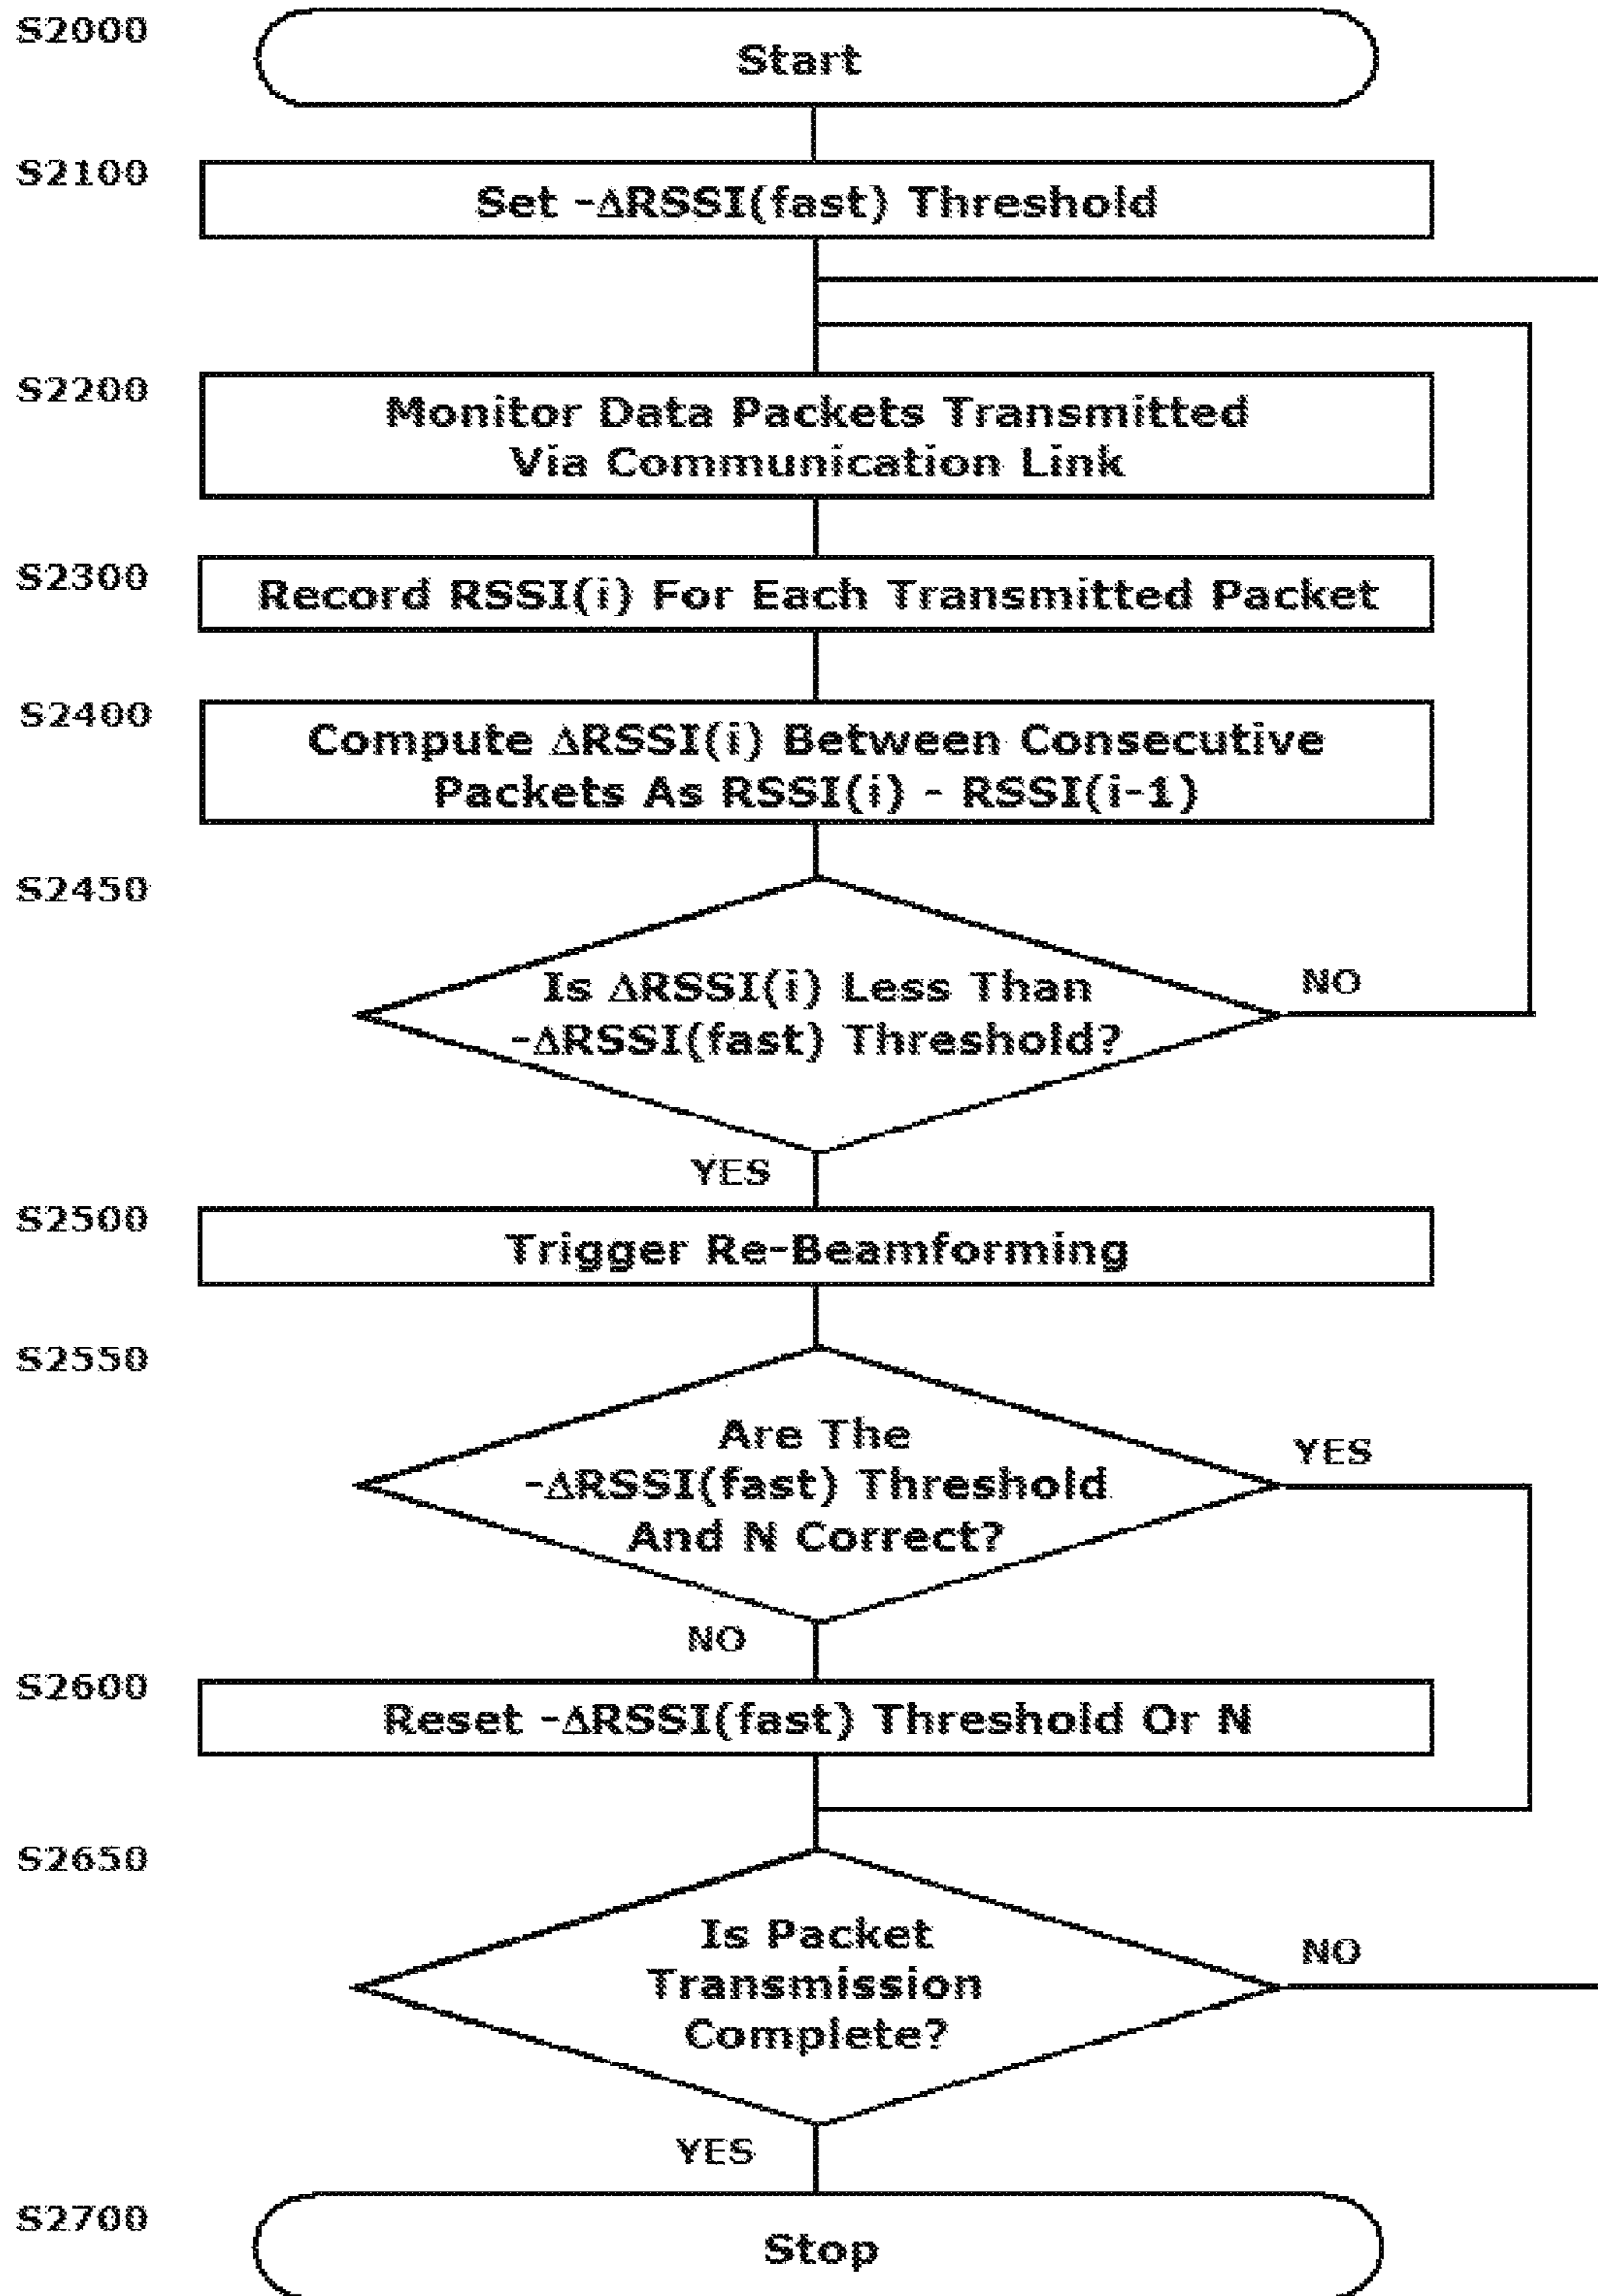 S2000
Start
S2100
Set -ΔRSSI(fast) Threshold
S2200
Monitor Data Packets Transmitted
Via Communication Link
S2300
Record RSSI(i) For Each Transmitted Packet
S2400
Compute ΔRSSI(i) Between Consecutive
Packets As RSSI(i) - RSSI(i-1)
S2450
Is ΔRSSI(i) Less Than
-ΔRSSI(fast) Threshold?
NO
YES
S2500
Trigger Re-Beamforming
S2550
Are The
-ΔRSSI(fast) Threshold
And N Correct?
YES
NO
S2600
Reset -ΔRSSI(fast) Threshold Or N
S2650
Is Packet
Transmission
Complete?
NO
YES
S2700
Stop